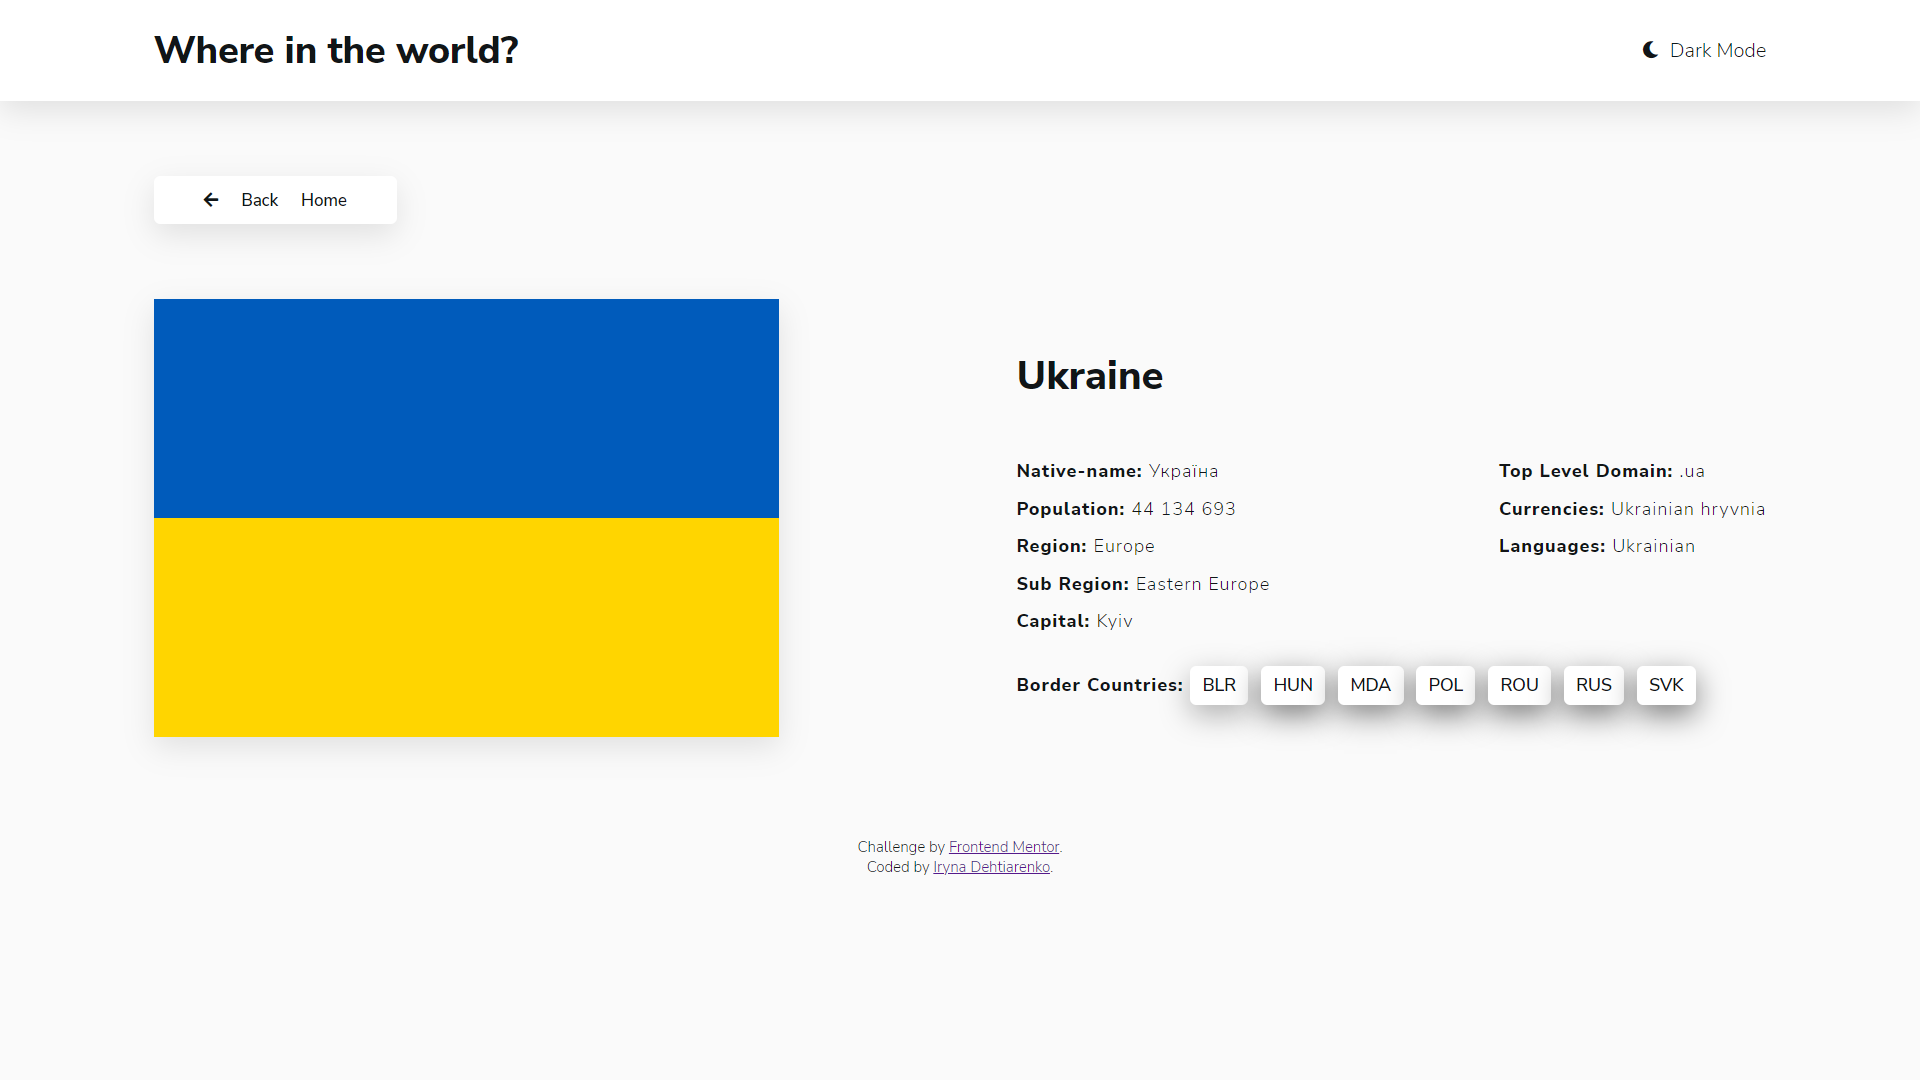 Where in the world?
Dark Mode
Back Home
Ukraine
Native-name: Україна
Population: 44 134 693
Region: Europe
Sub Region: Eastern Europe
Capital: Kyiv
Top Level Domain: .ua
Currencies: Ukrainian hryvnia
Languages: Ukrainian
Border Countries: BLR HUN MDA POL ROU RUS SVK
Challenge by Frontend Mentor.
Coded by Iryna Dehtiarenko.